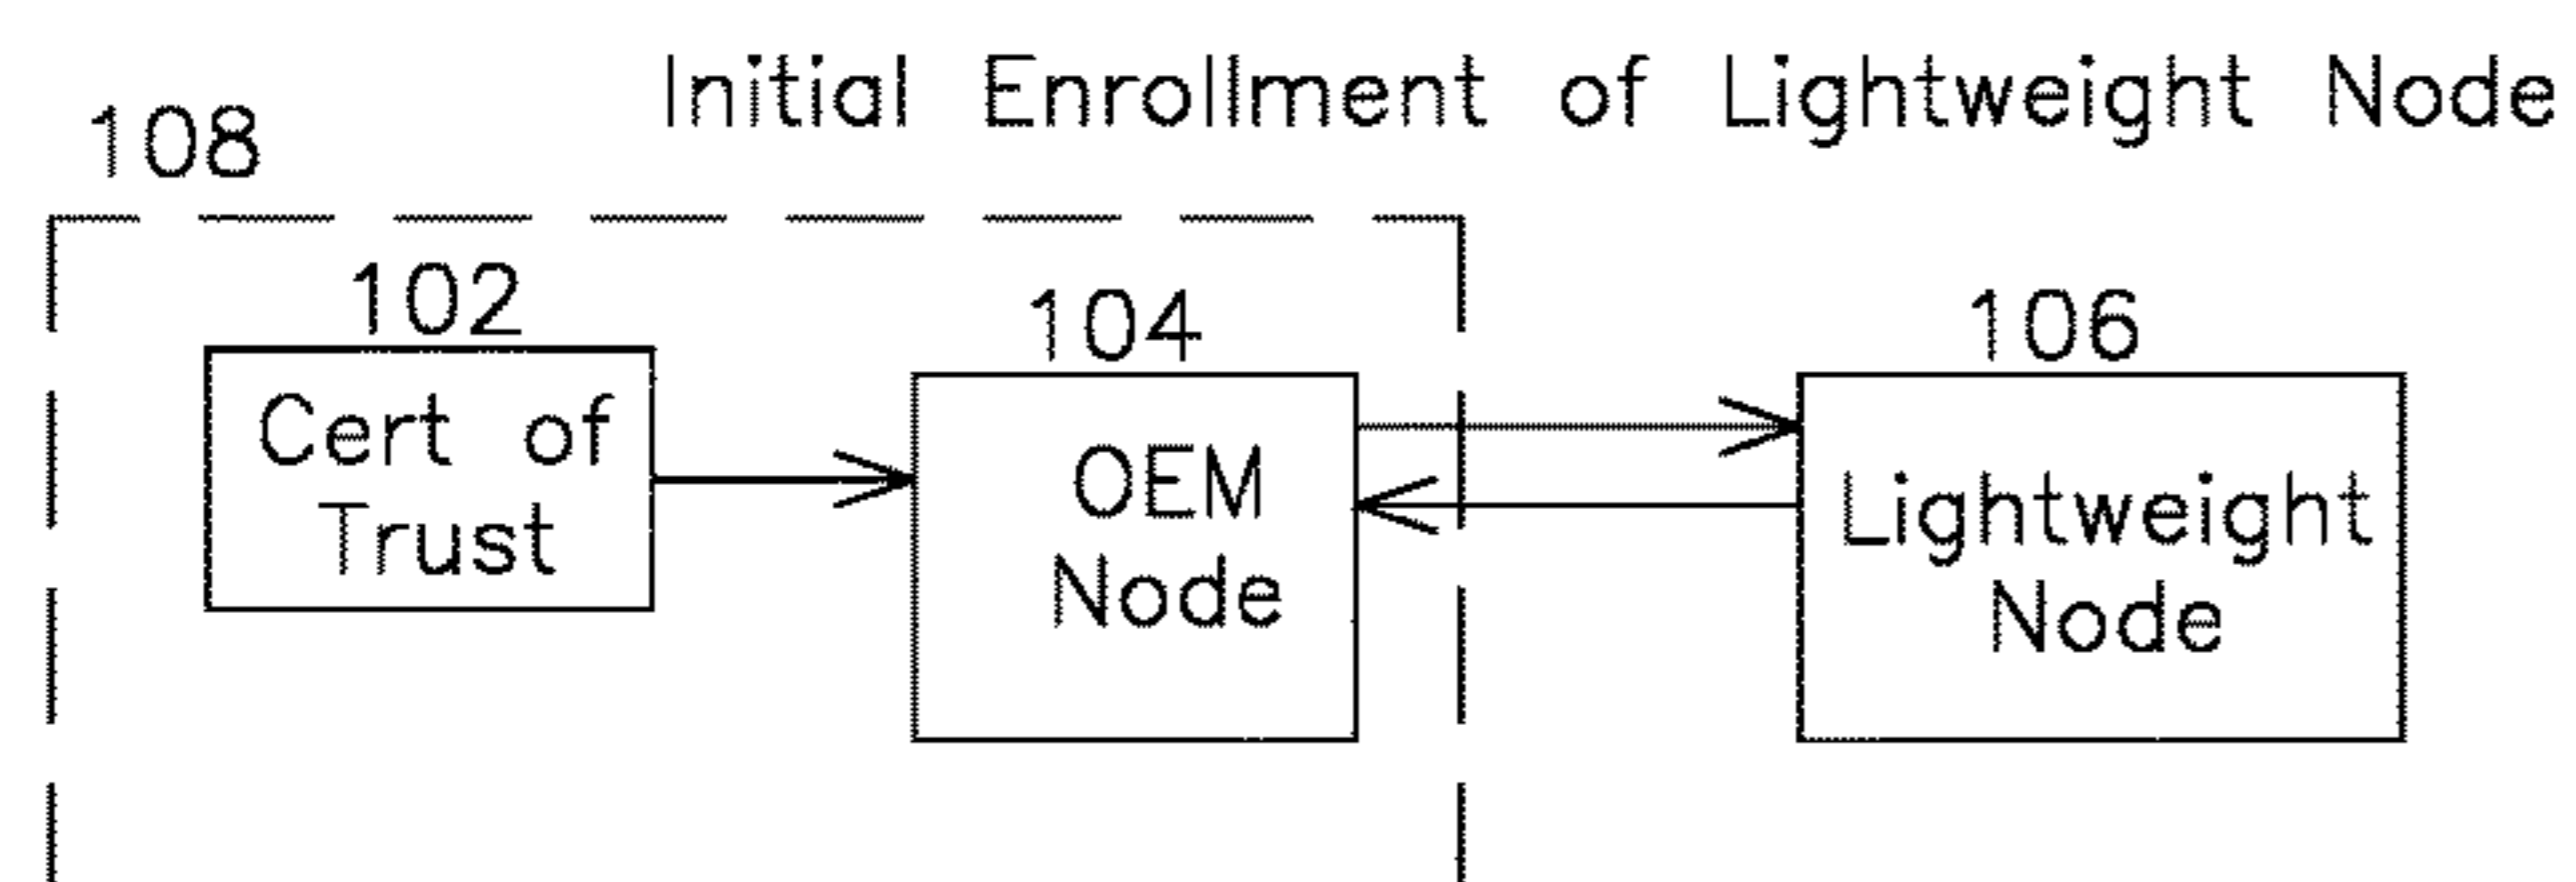 Initial Enrollment of Lightweight Node
108
102
104
106
Cert of
Trust
OEM
Node
Lightweight
Node